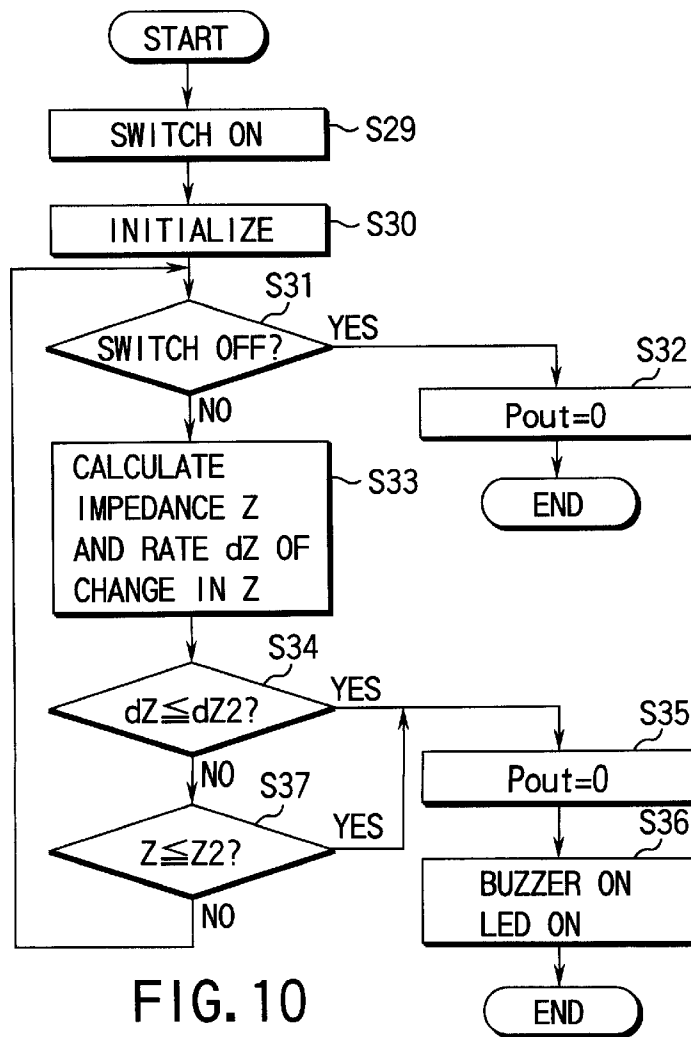 START
SWITCH ON
S29
INITIALIZE
S30
S31
SWITCH OFF?
YES
NO
S32
Pout=0
END
CALCULATE
IMPEDANCE Z
AND RATE dZ OF
CHANGE IN Z
S33
S34
dZ≦dZ2?
YES
NO
S35
Pout=0
S37
Z≦Z2?
YES
NO
S36
BUZZER ON
LED ON
END
FIG. 10